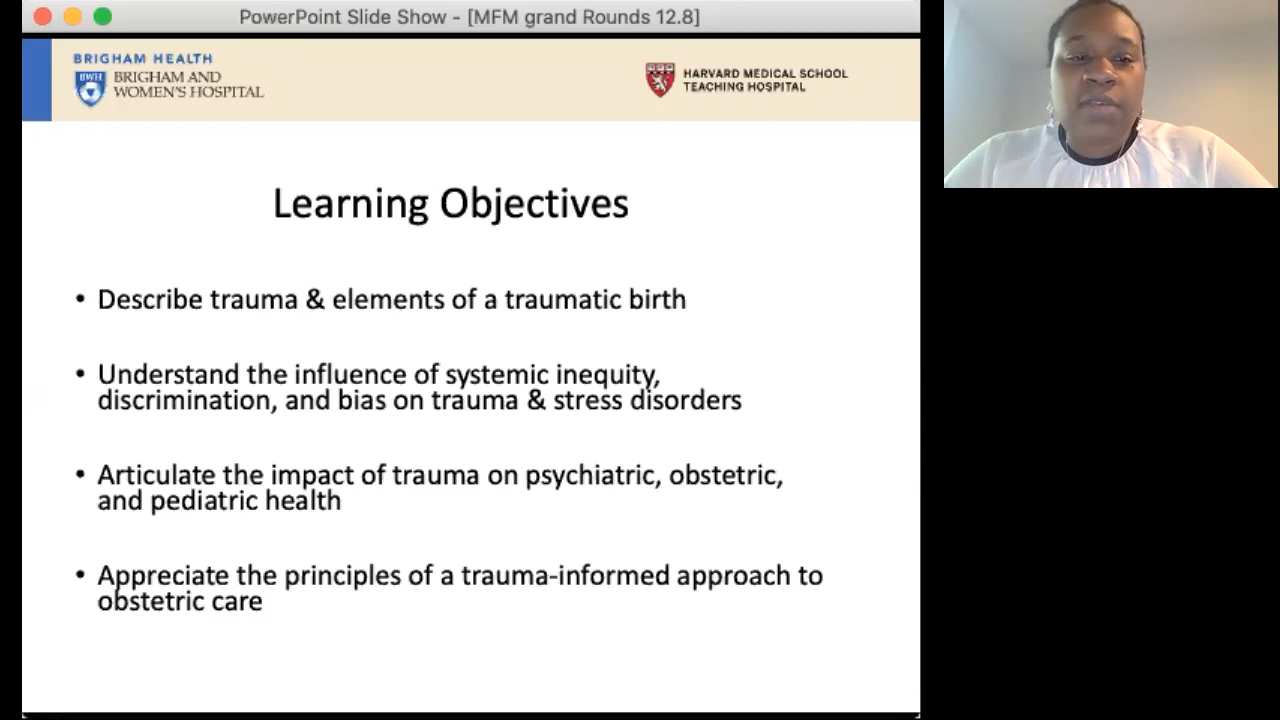 PowerPoint Slide Show - [MFM grand Rounds 12.8]
BRIGHAM HEALTH
BWH
BRIGHAM AND
WOMEN'S HOSPITAL
HARVARD MEDICAL SCHOOL
TEACHING HOSPITAL
Learning Objectives
• Describe trauma & elements of a traumatic birth
• Understand the influence of systemic inequity,
discrimination, and bias on trauma & stress disorders
• Articulate the impact of trauma on psychiatric, obstetric,
and pediatric health
• Appreciate the principles of a trauma-informed approach to
obstetric care